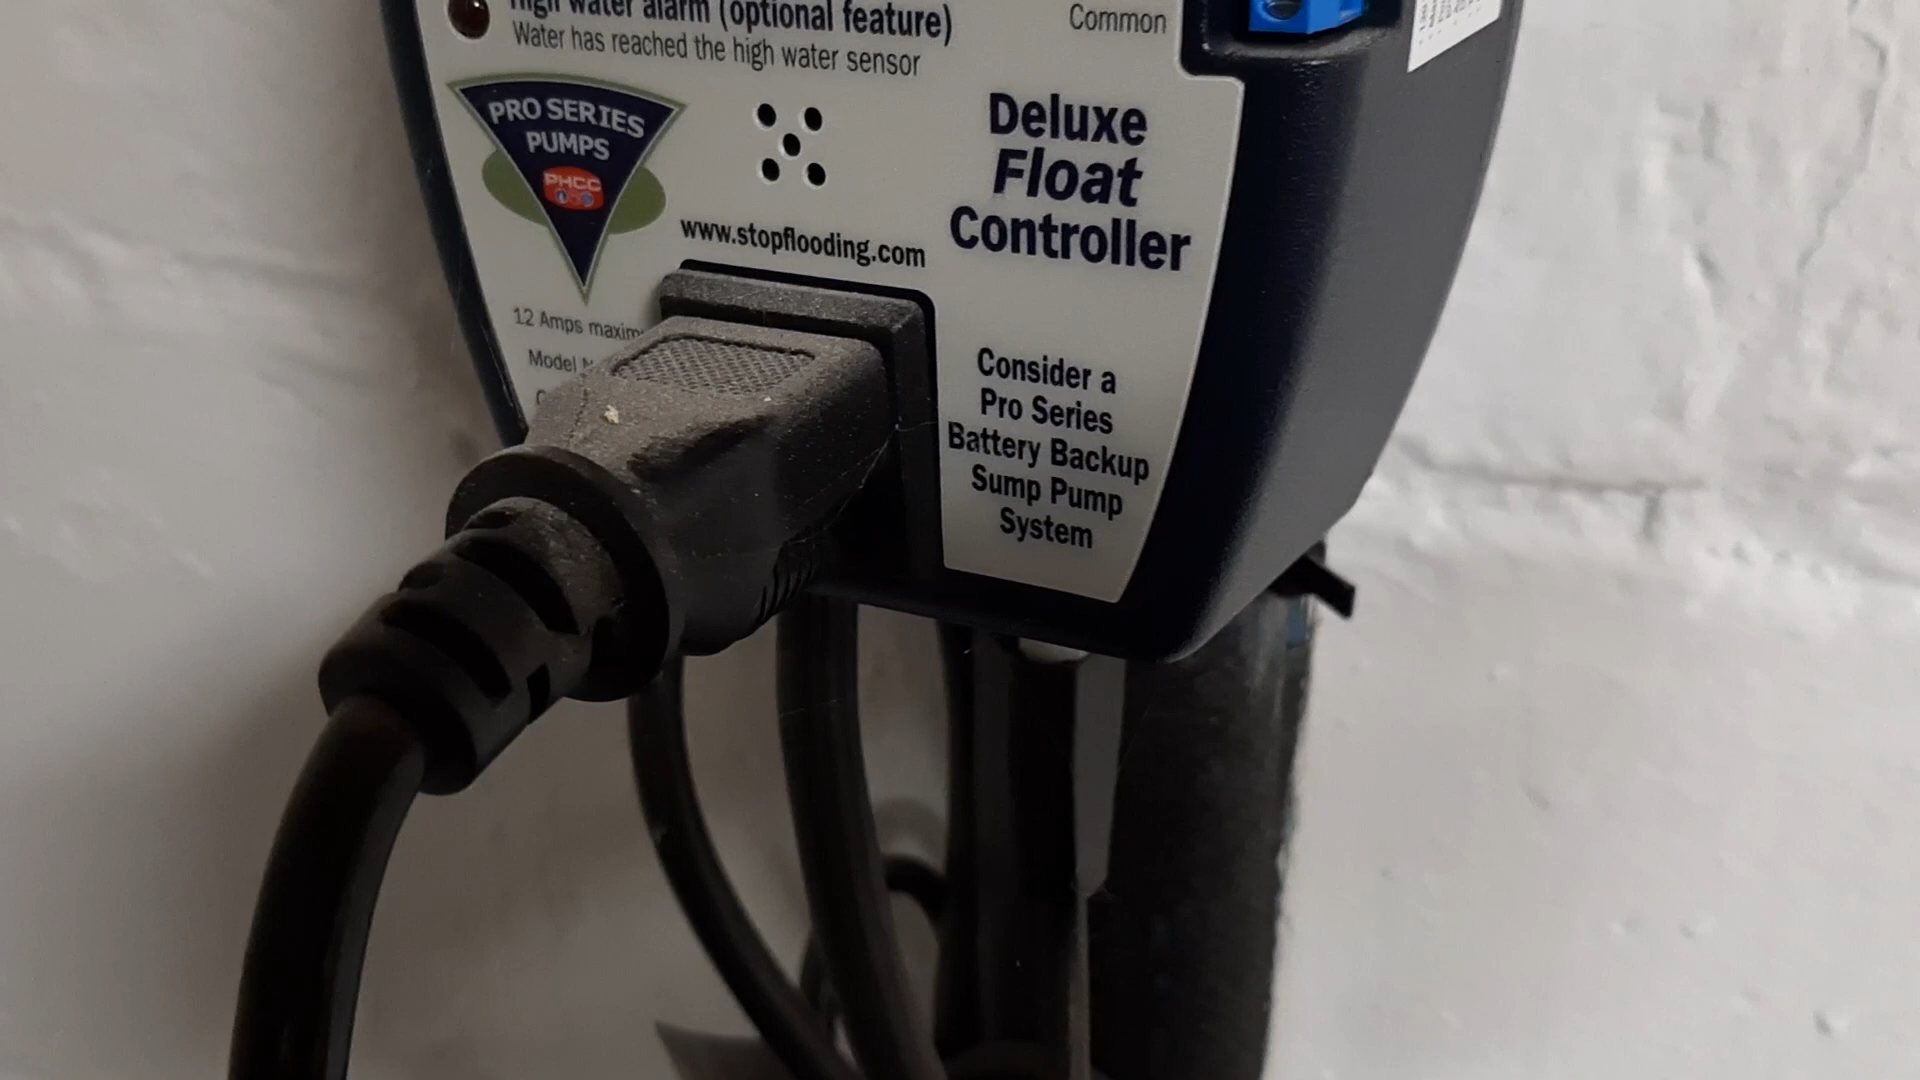 High water alarm (optional feature)
Water has reached the high water sensor
Common
PRO SERIES
PUMPS
PHCC
www.stopflooding.com
Deluxe
Float
Controller
12 Amps
Model
Consider a
Pro Series
Battery Backup
Sump Pump
System